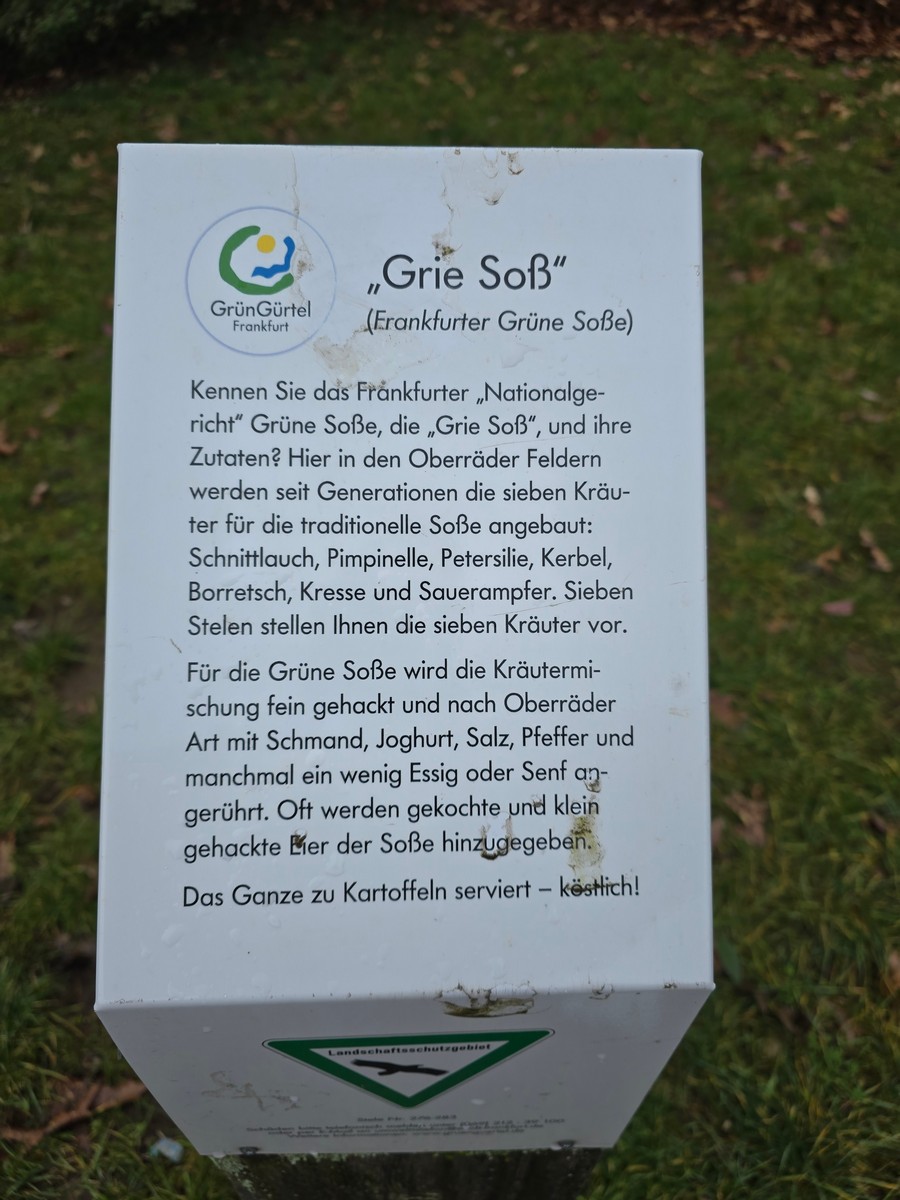 GrünGürtel
Frankfurt
„Grie Soß“
(Frankfurter Grüne Soße)
Kennen Sie das Frankfurter „Nationalge-
richt“ Grüne Soße, die „Grie Soß“, und ihre
Zutaten? Hier in den Oberräder Feldern
werden seit Generationen die sieben Kräu-
ter für die traditionelle Soße angebaut:
Schnittlauch, Pimpinelle, Petersilie, Kerbel,
Borretsch, Kresse und Sauerampfer. Sieben
Stelen stellen Ihnen die sieben Kräuter vor.
Für die Grüne Soße wird die Kräutermi-
schung fein gehackt und nach Oberräder
Art mit Schmand, Joghurt, Salz, Pfeffer und
manchmal ein wenig Essig oder Senf an-
gerührt. Oft werden gekochte und klein
gehackte Eier der Soße hinzugegeben.
Das Ganze zu Kartoffeln serviert – köstlich!
Landschaftsschutzgebiet